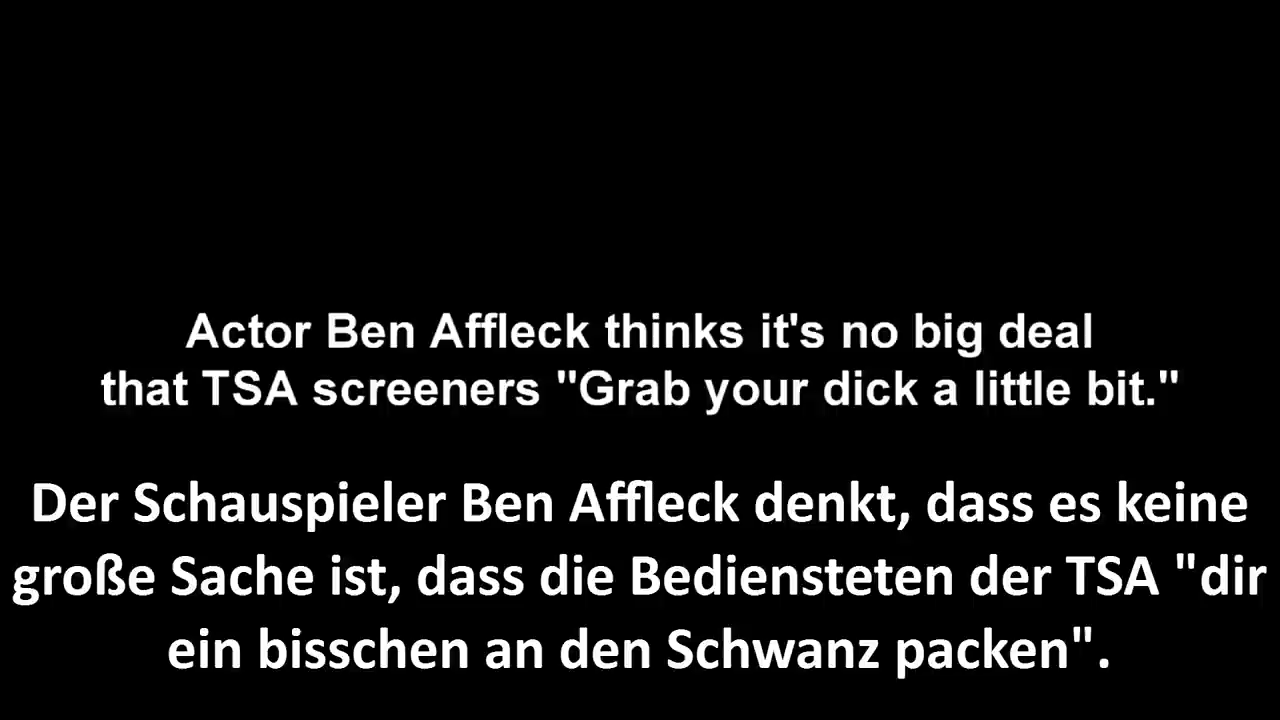 Actor Ben Affleck thinks it's no big deal
that TSA screeners "Grab your dick a little bit."
Der Schauspieler Ben Affleck denkt, dass es keine
große Sache ist, dass die Bediensteten der TSA "dir
ein bisschen an den Schwanz packen".